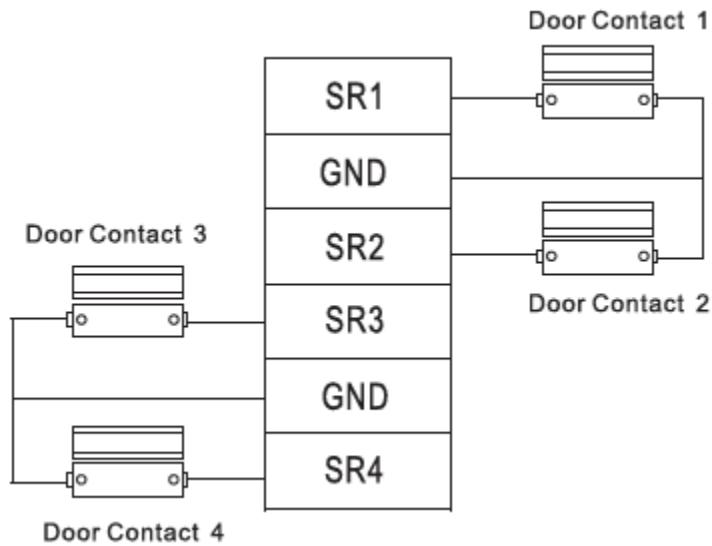 Door Contact 1
SR1
GND
SR2
Door Contact 3
Door Contact 2
SR3
GND
SR4
Door Contact 4